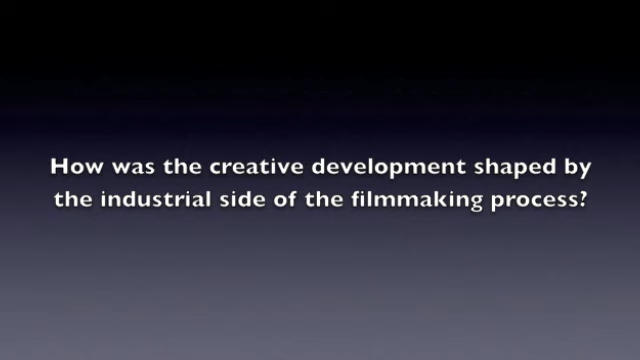 How was the creative development shaped by
the industrial side of the filmmaking process?